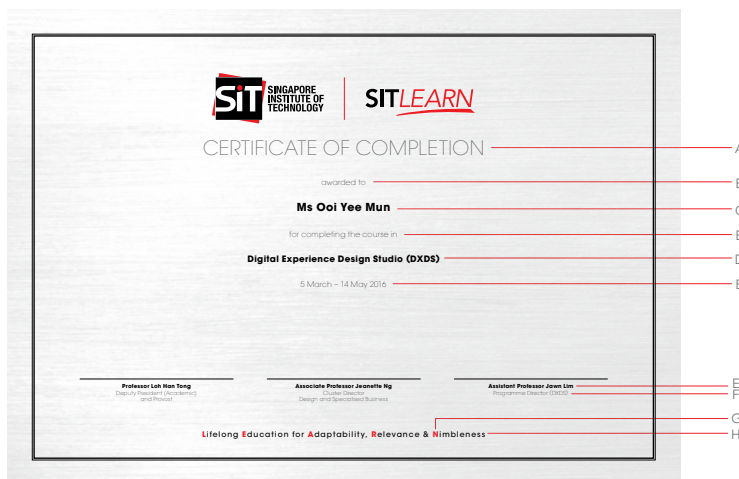 SiT
SINGAPORE
INSTITUTE OF
TECHNOLOGY
SITLEARN
CERTIFICATE OF COMPLETION
awarded to
Ms Ooi Yee Mun
for completing the course in
Digital Experience Design Studio (DXDS)
5 March – 14 May 2016
Professor Loh Han Tong
Deputy President (Academic)
and Provost
Associate Professor Jeanette Ng
Cluster Director
Design and Specialised Business
Assistant Professor Jawn Lim
Programme Director (DXDS)
Lifelong Education for Adaptability, Relevance & Nimbleness